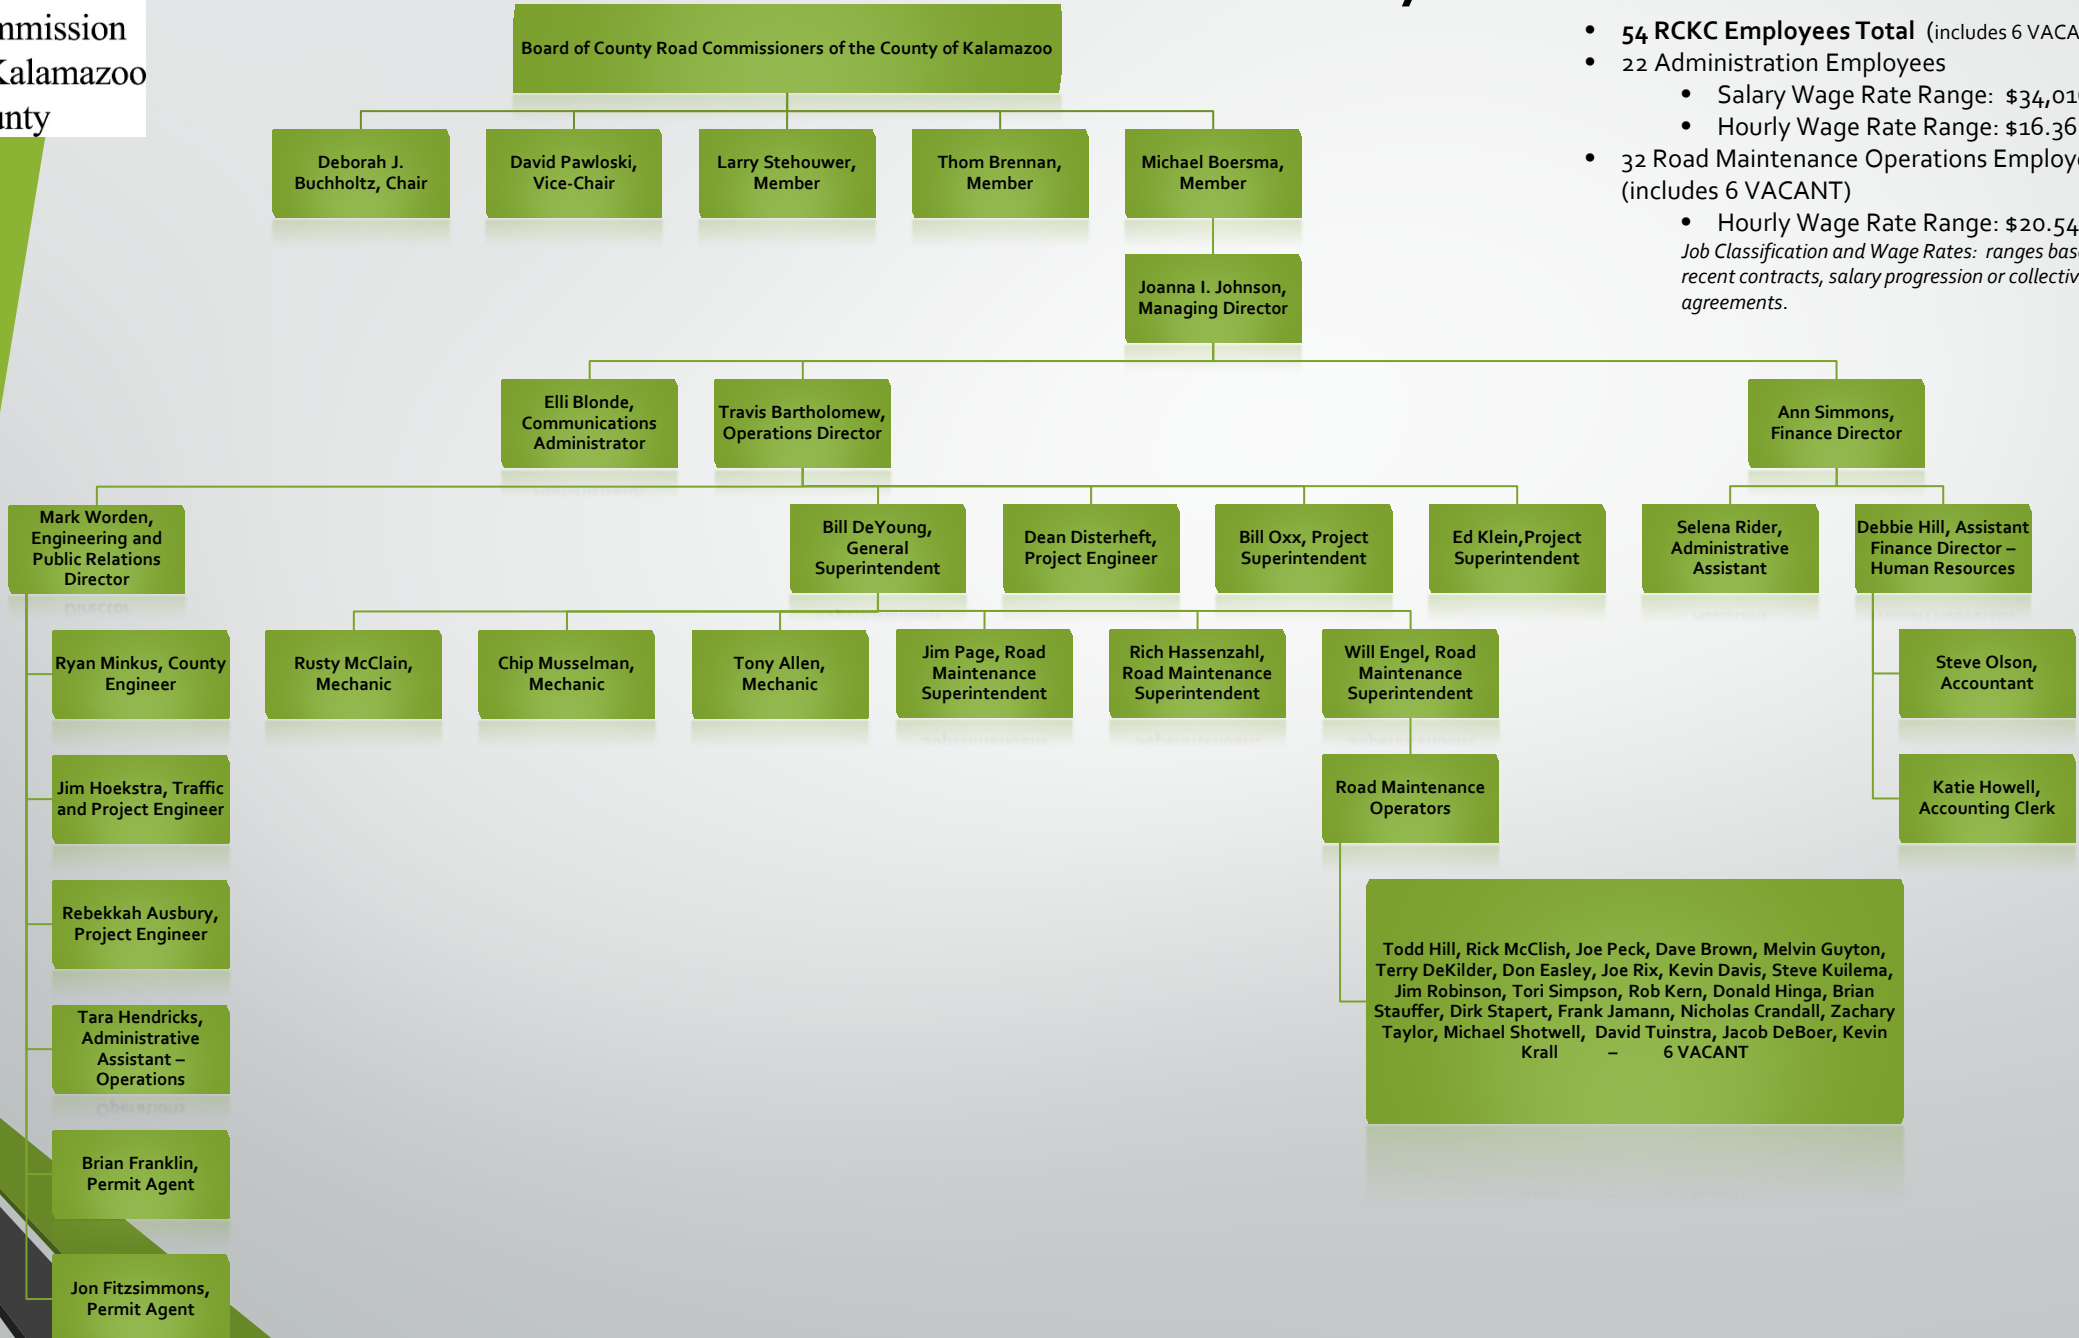 Kalamazoo
Board of County Road Commissioners of the County of Kalamazoo
54 RCKC Employees Total (includes 6
22 Administration Employees
Salary Wage Rate Range:
Hourly Wage Rate Range: $16.36
32 Road Maintenance Operations
(includes 6 VACANT)
Hourly Wage Rate Range: $20.54
Job Classification and Wage Rates: ranges
recent contracts, salary progression or
agreements.
Deborah J.
Buchholtz, Chair
David Pawloski,
Vice-Chair
Larry Stehouwer,
Member
Thom Brennan,
Member
Michael Boersma,
Member
Joanna I. Johnson,
Managing Director
Elli Blonde,
Communications
Administrator
Travis Bartholomew,
Operations Director
Ann Simmons,
Finance Director
Mark Worden,
Engineering and
Public Relations
Director
Bill DeYoung,
General
Superintendent
Dean Disterheft,
Project Engineer
Bill Oxx, Project
Superintendent
Ed Klein,Project
Superintendent
Selena Rider,
Administrative
Assistant
Debbie Hill, Assistant
Finance Director –
Human Resources
Ryan Minkus, County
Engineer
Rusty McClain,
Mechanic
Chip Musselman,
Mechanic
Tony Allen,
Mechanic
Jim Page, Road
Maintenance
Superintendent
Rich Hassenzahl,
Road Maintenance
Superintendent
Will Engel, Road
Maintenance
Superintendent
Steve Olson,
Accountant
Jim Hoekstra, Traffic
and Project Engineer
Road Maintenance
Operators
Katie Howell,
Accounting Clerk
Rebekkah Ausbury,
Project Engineer
Todd Hill, Rick McClish, Joe Peck, Dave Brown, Melvin Guyton,
Terry DeKilder, Don Easley, Joe Rix, Kevin Davis, Steve Kuilema,
Jim Robinson, Tori Simpson, Rob Kern, Donald Hinga, Brian
Stauffer, Dirk Stapert, Frank Jamann, Nicholas Crandall, Zachary
Taylor, Michael Shotwell, David Tuinstra, Jacob DeBoer, Kevin
Krall – 6 VACANT
Tara Hendricks,
Administrative
Assistant –
Operations
Brian Franklin,
Permit Agent
Jon Fitzsimmons,
Permit Agent